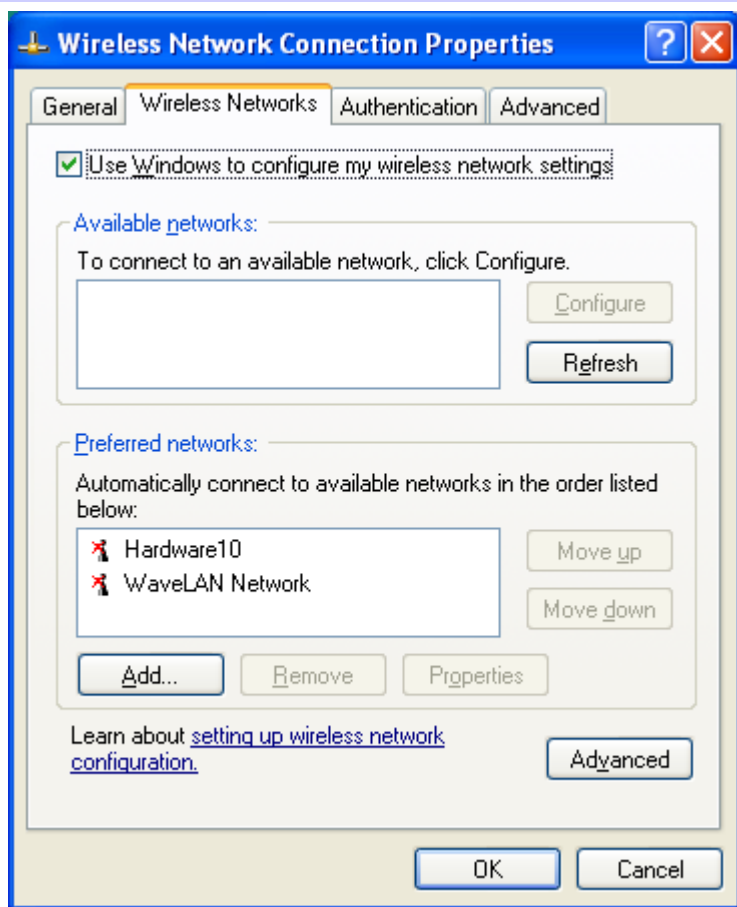 Wireless Network Connection Properties
General Wireless Networks Authentication Advanced
Use Windows to configure my wireless network settings
Available networks:
To connect to an available network, click Configure.
Configure
Refresh
Preferred networks:
Automatically connect to available networks in the order listed
below:
Hardware10
WaveLAN Network
Move up
Move down
Add... Remove Properties
Learn about setting up wireless network
configuration.
Advanced
OK Cancel